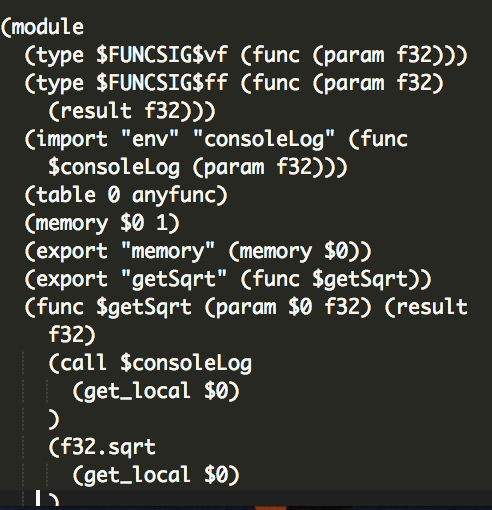 (module
(type $FUNCSIG$vf (func (param f32)))
(type $FUNCSIG$ff (func (param f32)
(result f32)))
(import "env" "consoleLog" (func
$consoleLog (param f32)))
(table 0 anyfunc)
(memory $0 1)
(export "memory" (memory $0))
(export "getSqrt" (func $getSqrt))
(func $getSqrt (param $0 f32) (result
f32)
(call $consoleLog
(get_local $0)
)
(f32.sqrt
(get_local $0)
)